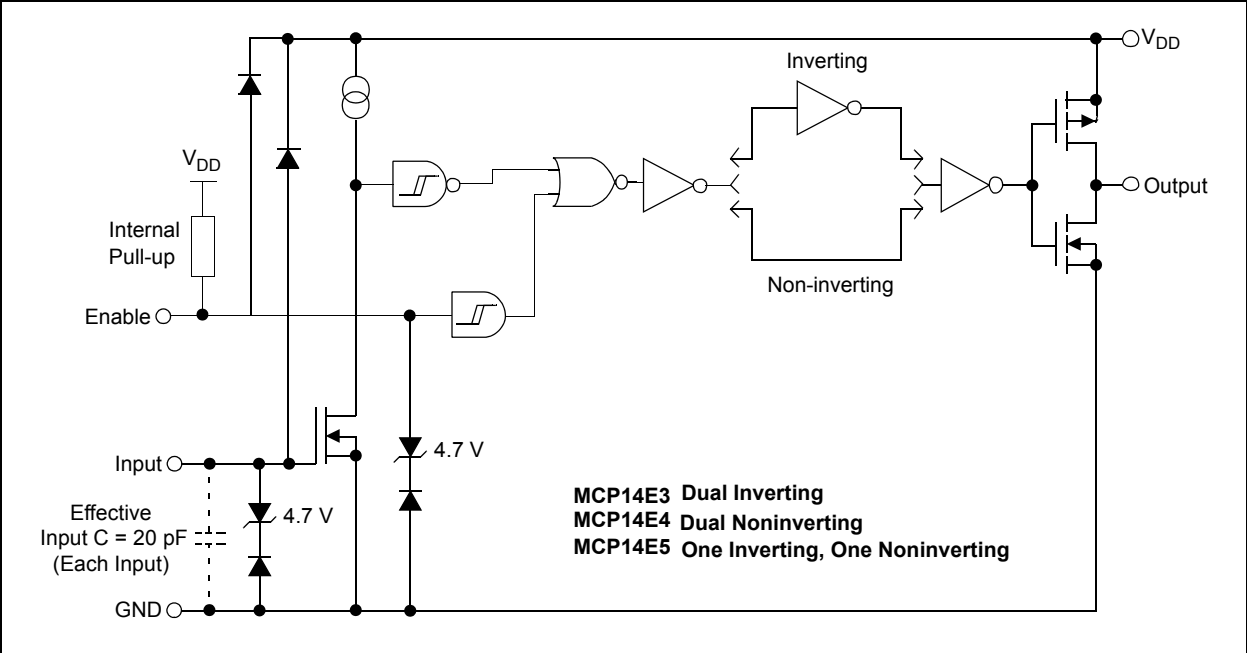 V_DD
Inverting
V_DD
Internal
Pull-up
Output
Non-inverting
Enable
4.7 V
Input
Effective
Input C = 20 pF
(Each Input)
4.7 V
MCP14E3 Dual Inverting
MCP14E4 Dual Noninverting
MCP14E5 One Inverting, One Noninverting
GND